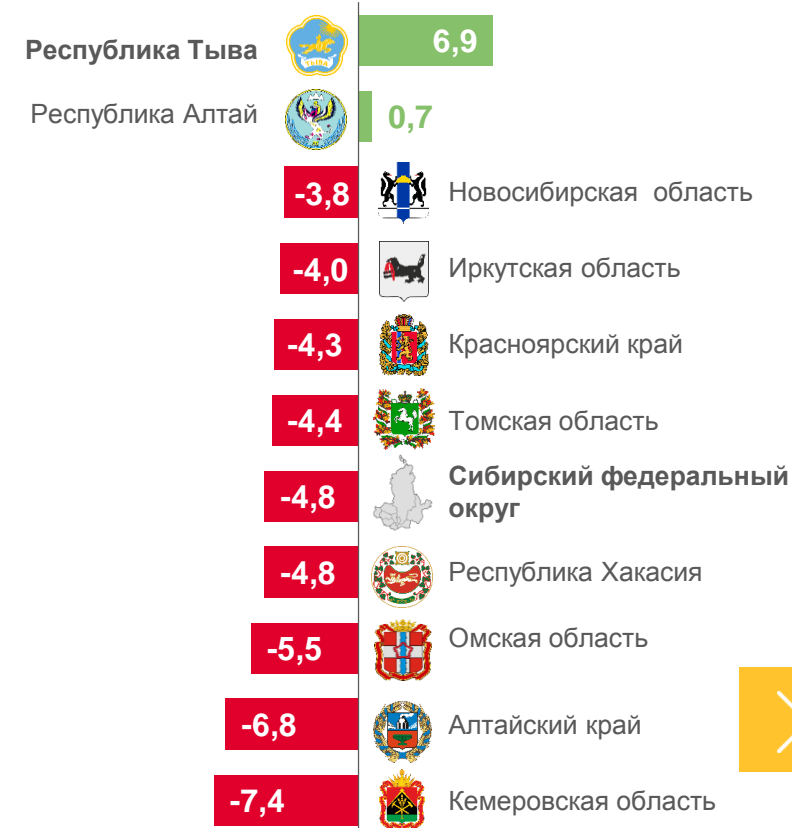 Республика Тыва 6,9
ТЫВА
Республика Алтай 0,7
-3,8 Новосибирская область
-4,0 Иркутская область
-4,3 Красноярский край
-4,4 Томская область
-4,8 Сибирский федеральный
округ
-4,8 Республика Хакасия
-5,5 Омская область
-6,8 Алтайский край
-7,4 Кемеровская область